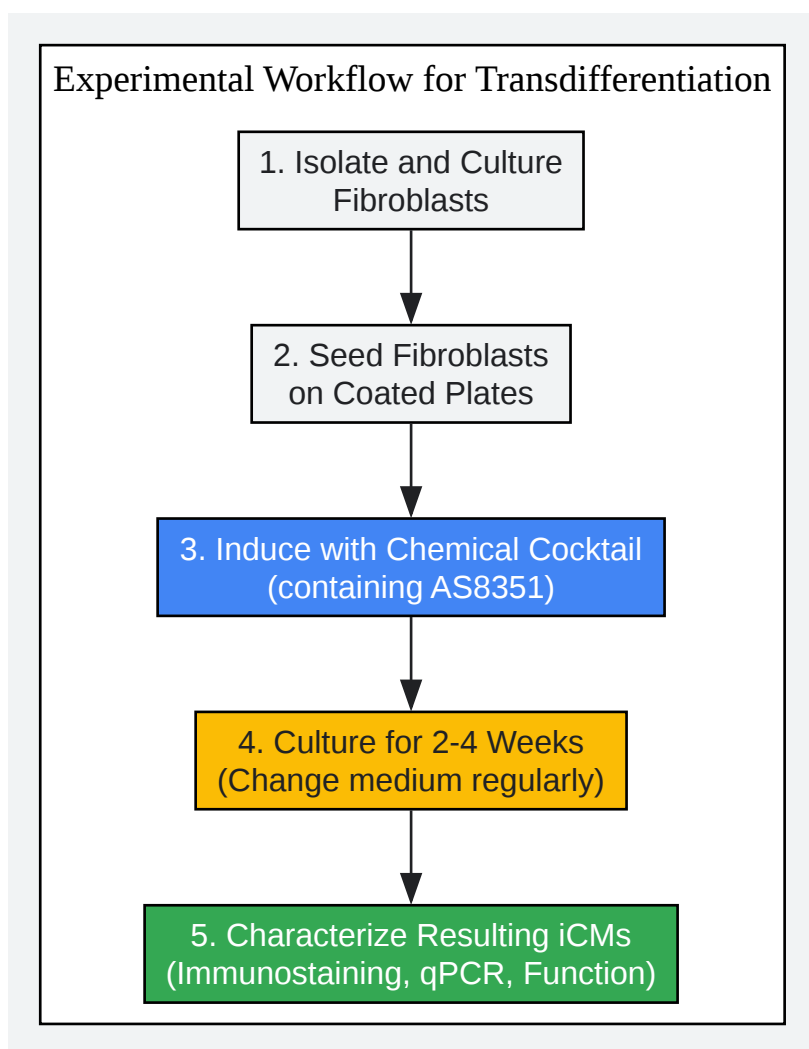 Experimental Workflow for Transdifferentiation
1. Isolate and Culture
Fibroblasts
2. Seed Fibroblasts
on Coated Plates
3. Induce with Chemical Cocktail
(containing AS8351)
4. Culture for 2-4 Weeks
(Change medium regularly)
5. Characterize Resulting iCMs
(Immunostaining, qPCR, Function)